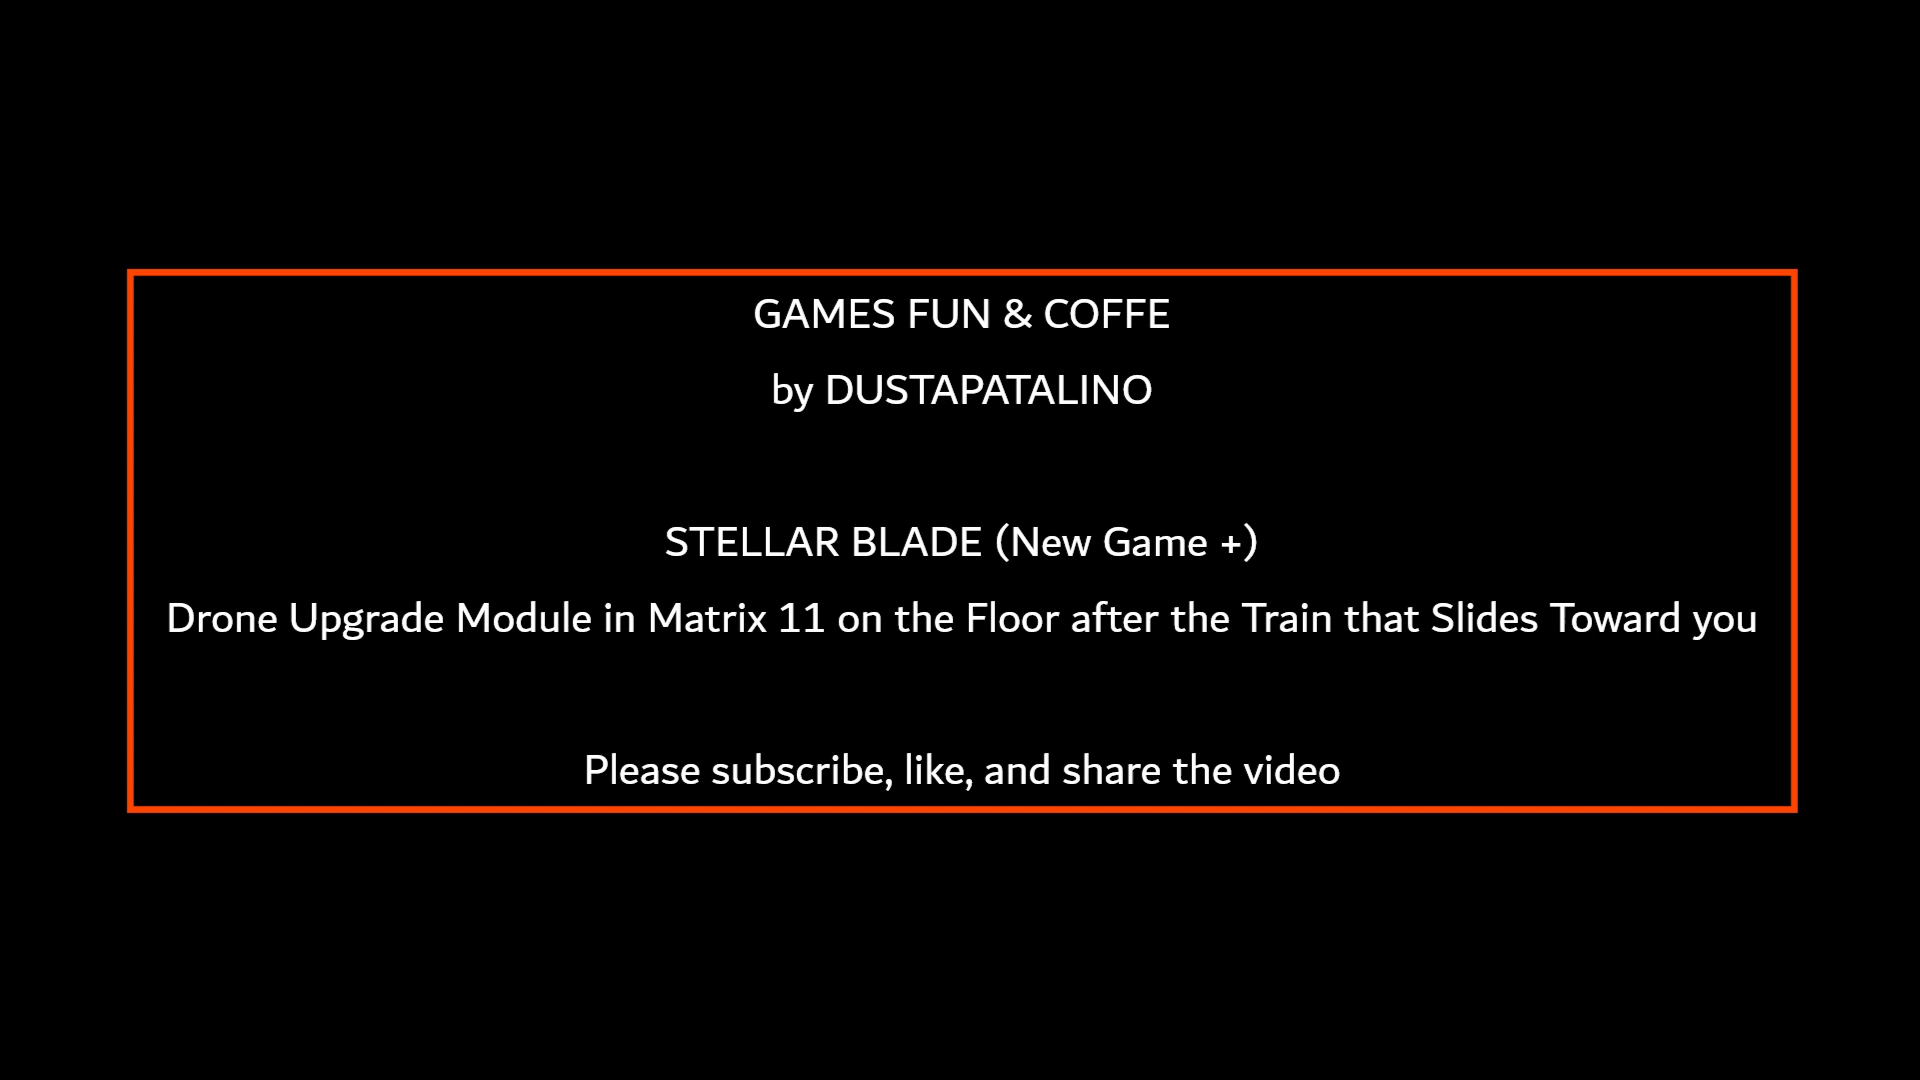 GAMES FUN & COFFE
by DUSTAPATALINO
STELLAR BLADE (New Game +)
Drone Upgrade Module in Matrix 11 on the Floor after the Train that Slides Toward you
Please subscribe, like, and share the video